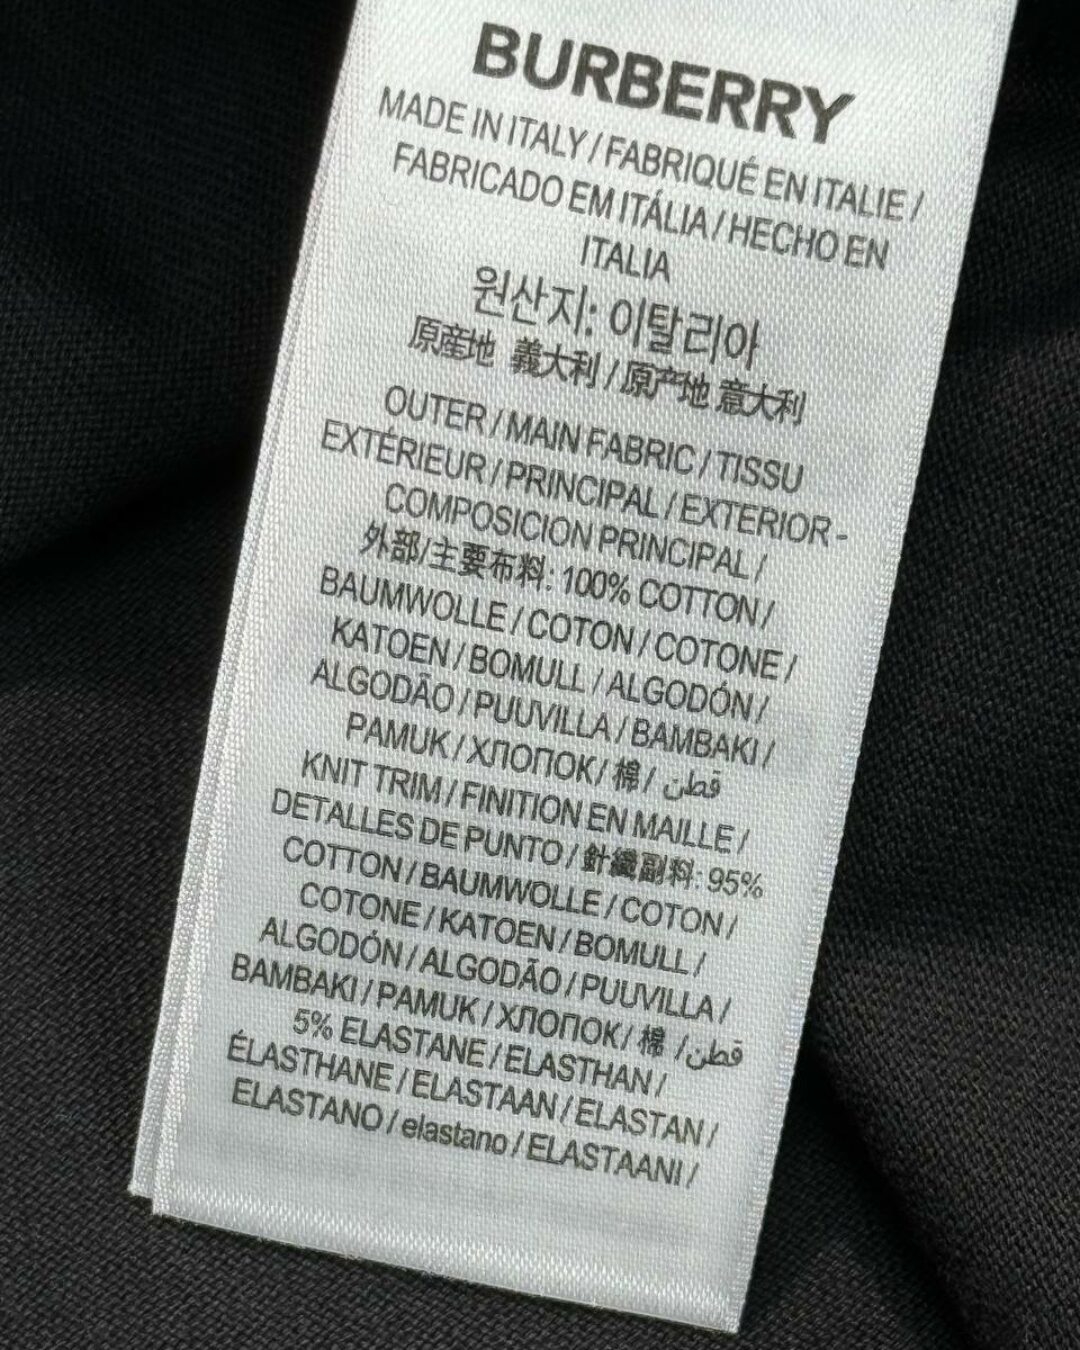 BURBERRY
MADE IN ITALY / FABRIQUÉ EN ITALIE /
FABRICADO EM ITÁLIA / HECHO EN
ITALIA
원산지: 이탈리아
原産地 義大利 / 原产地 意大利
OUTER / MAIN FABRIC / TISSU
EXTÉRIEUR / PRINCIPAL / EXTERIOR -
COMPOSICION PRINCIPAL /
外部/主要布料: 100% COTTON /
BAUMWOLLE / COTON / COTONE /
KATOEN / BOMULL / ALGODÓN /
ALGODÃO / PUUVILLA / BAMBAKI /
PAMUK / ХЛОПОК / 棉 / قطن
KNIT TRIM / FINITION EN MAILLE /
DETALLES DE PUNTO / 針織副料: 95%
COTTON / BAUMWOLLE / COTON /
COTONE / KATOEN / BOMULL /
ALGODÓN / ALGODÃO / PUUVILLA /
BAMBAKI / PAMUK / ХЛОПОК / 棉 / قطن
5% ELASTANE / ELASTHAN /
ÉLASTHANE / ELASTAAN / ELASTAN /
ELASTANO / elastano / ELASTAANI /